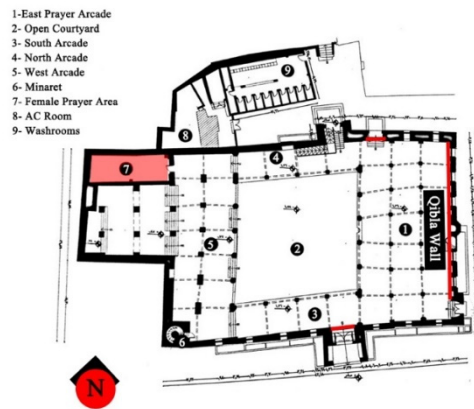 1-East Prayer Arcade
2- Open Courtyard
3- South Arcade
4- North Arcade
5- West Arcade
6- Minaret
7- Female Prayer Area
8- AC Room
9- Washrooms
9
8
4
7
Qibla Wall
1
5
2
3
6
N